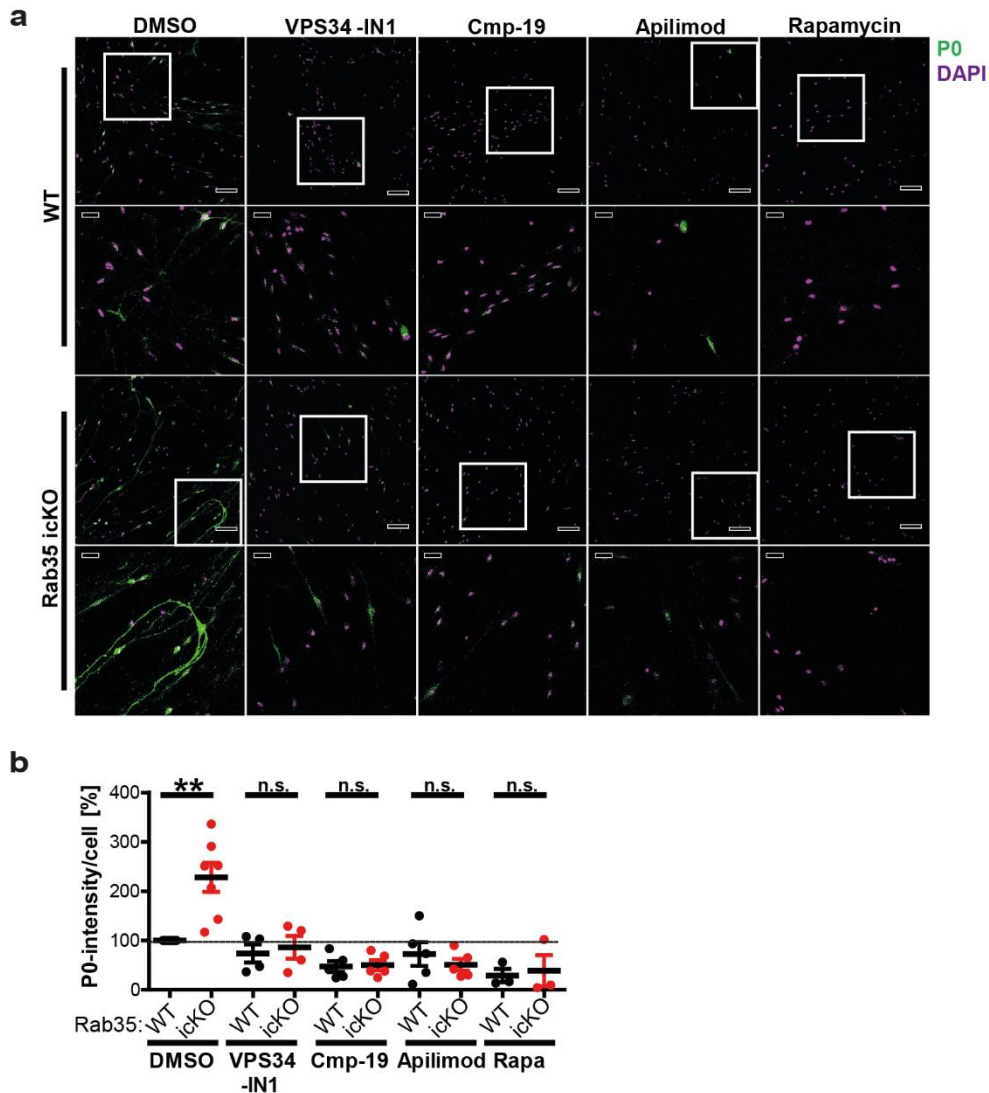 a
DMSO VPS34 -IN1 Cmp-19 Apilimod Rapamycin
P0
DAPI
WT
Rab35 icKO
b
** n.s. n.s. n.s. n.s.
P0-intensity/cell [%]
400
300
200
100
0
Rab35: WT icKO WT icKO WT icKO WT icKO WT icKO
DMSO VPS34 Cmp-19 Apilimod Rapa
-IN1